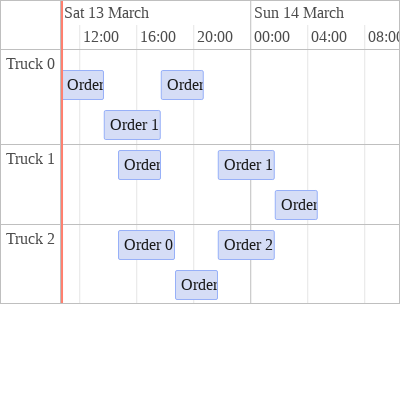 Sat 13 March
Sun 14 March
12:00 16:00 20:00 00:00 04:00 08:00
Truck 0
Order
Order
Order 1
Truck 1
Order
Order 1
Order
Truck 2
Order 0
Order 2
Order